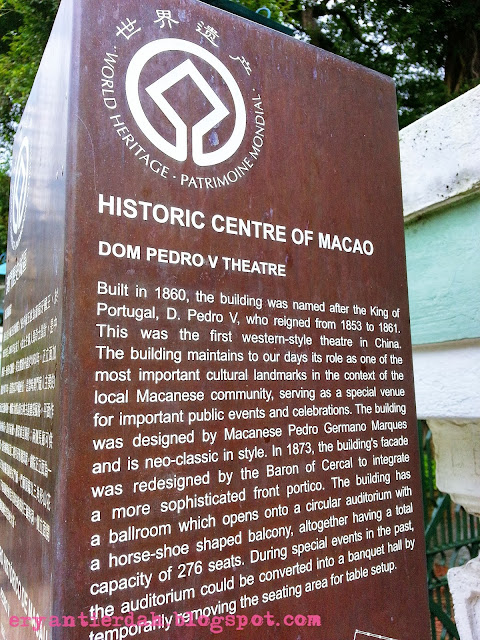 世界遗产
· WORLD HERITAGE · PATRIMOINE MONDIAL ·
HISTORIC CENTRE OF MACAO
DOM PEDRO V THEATRE
Built in 1860, the building was named after the King of
Portugal, D. Pedro V, who reigned from 1853 to 1861.
This was the first western-style theatre in China.
The building maintains to our days its role as one of the
most important cultural landmarks in the context of the
local Macanese community, serving as a special venue
for important public events and celebrations. The building
was designed by Macanese Pedro Germano Marques
and is neo-classic in style. In 1873, the building's facade
was redesigned by the Baron of Cercal to integrate
a more sophisticated front portico. The building has
a ballroom which opens onto a circular auditorium with
a horse-shoe shaped balcony, altogether having a total
capacity of 276 seats. During special events in the past,
the auditorium could be converted into a banquet hall by
temporarily removing the seating area for table setup.
eryantierdak.blogspot.com